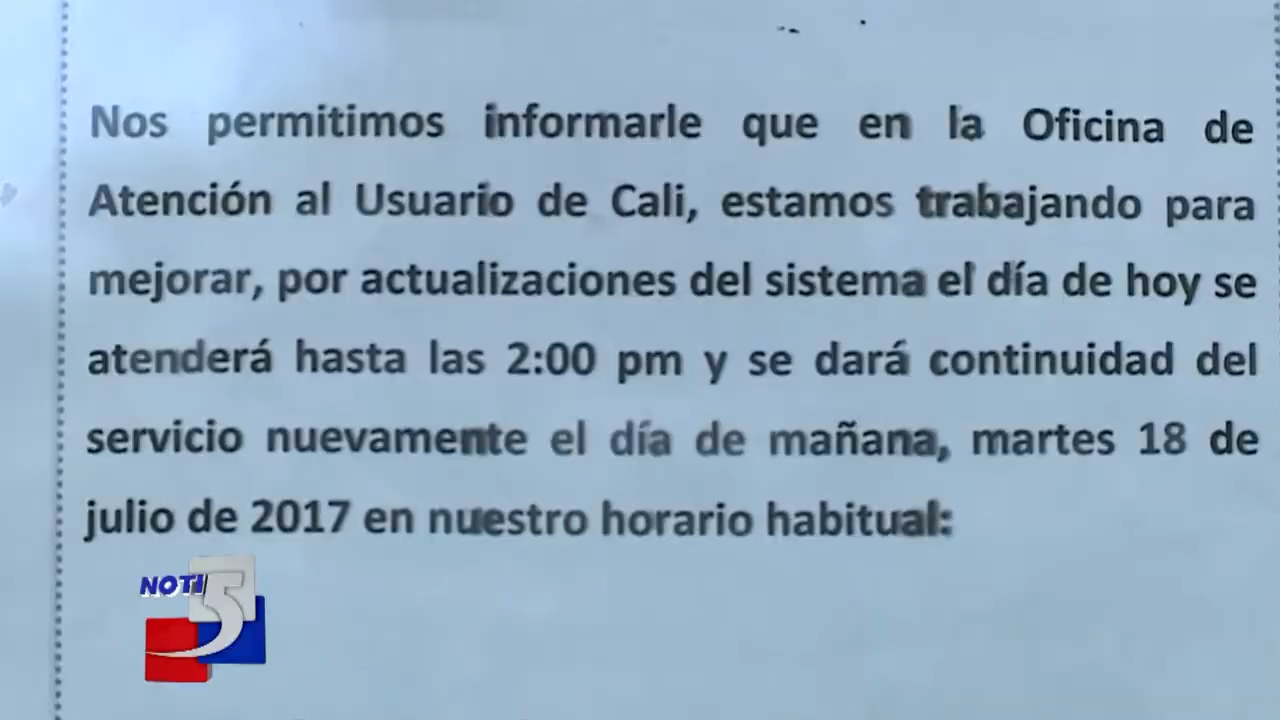 Nos permitimos informarle que en la Oficina de
Atención al Usuario de Cali, estamos trabajando para
mejorar, por actualizaciones del sistema el día de hoy se
atenderá hasta las 2:00 pm y se dará continuidad del
servicio nuevamente el día de mañana, martes 18 de
julio de 2017 en nuestro horario habitual:
NOTI5